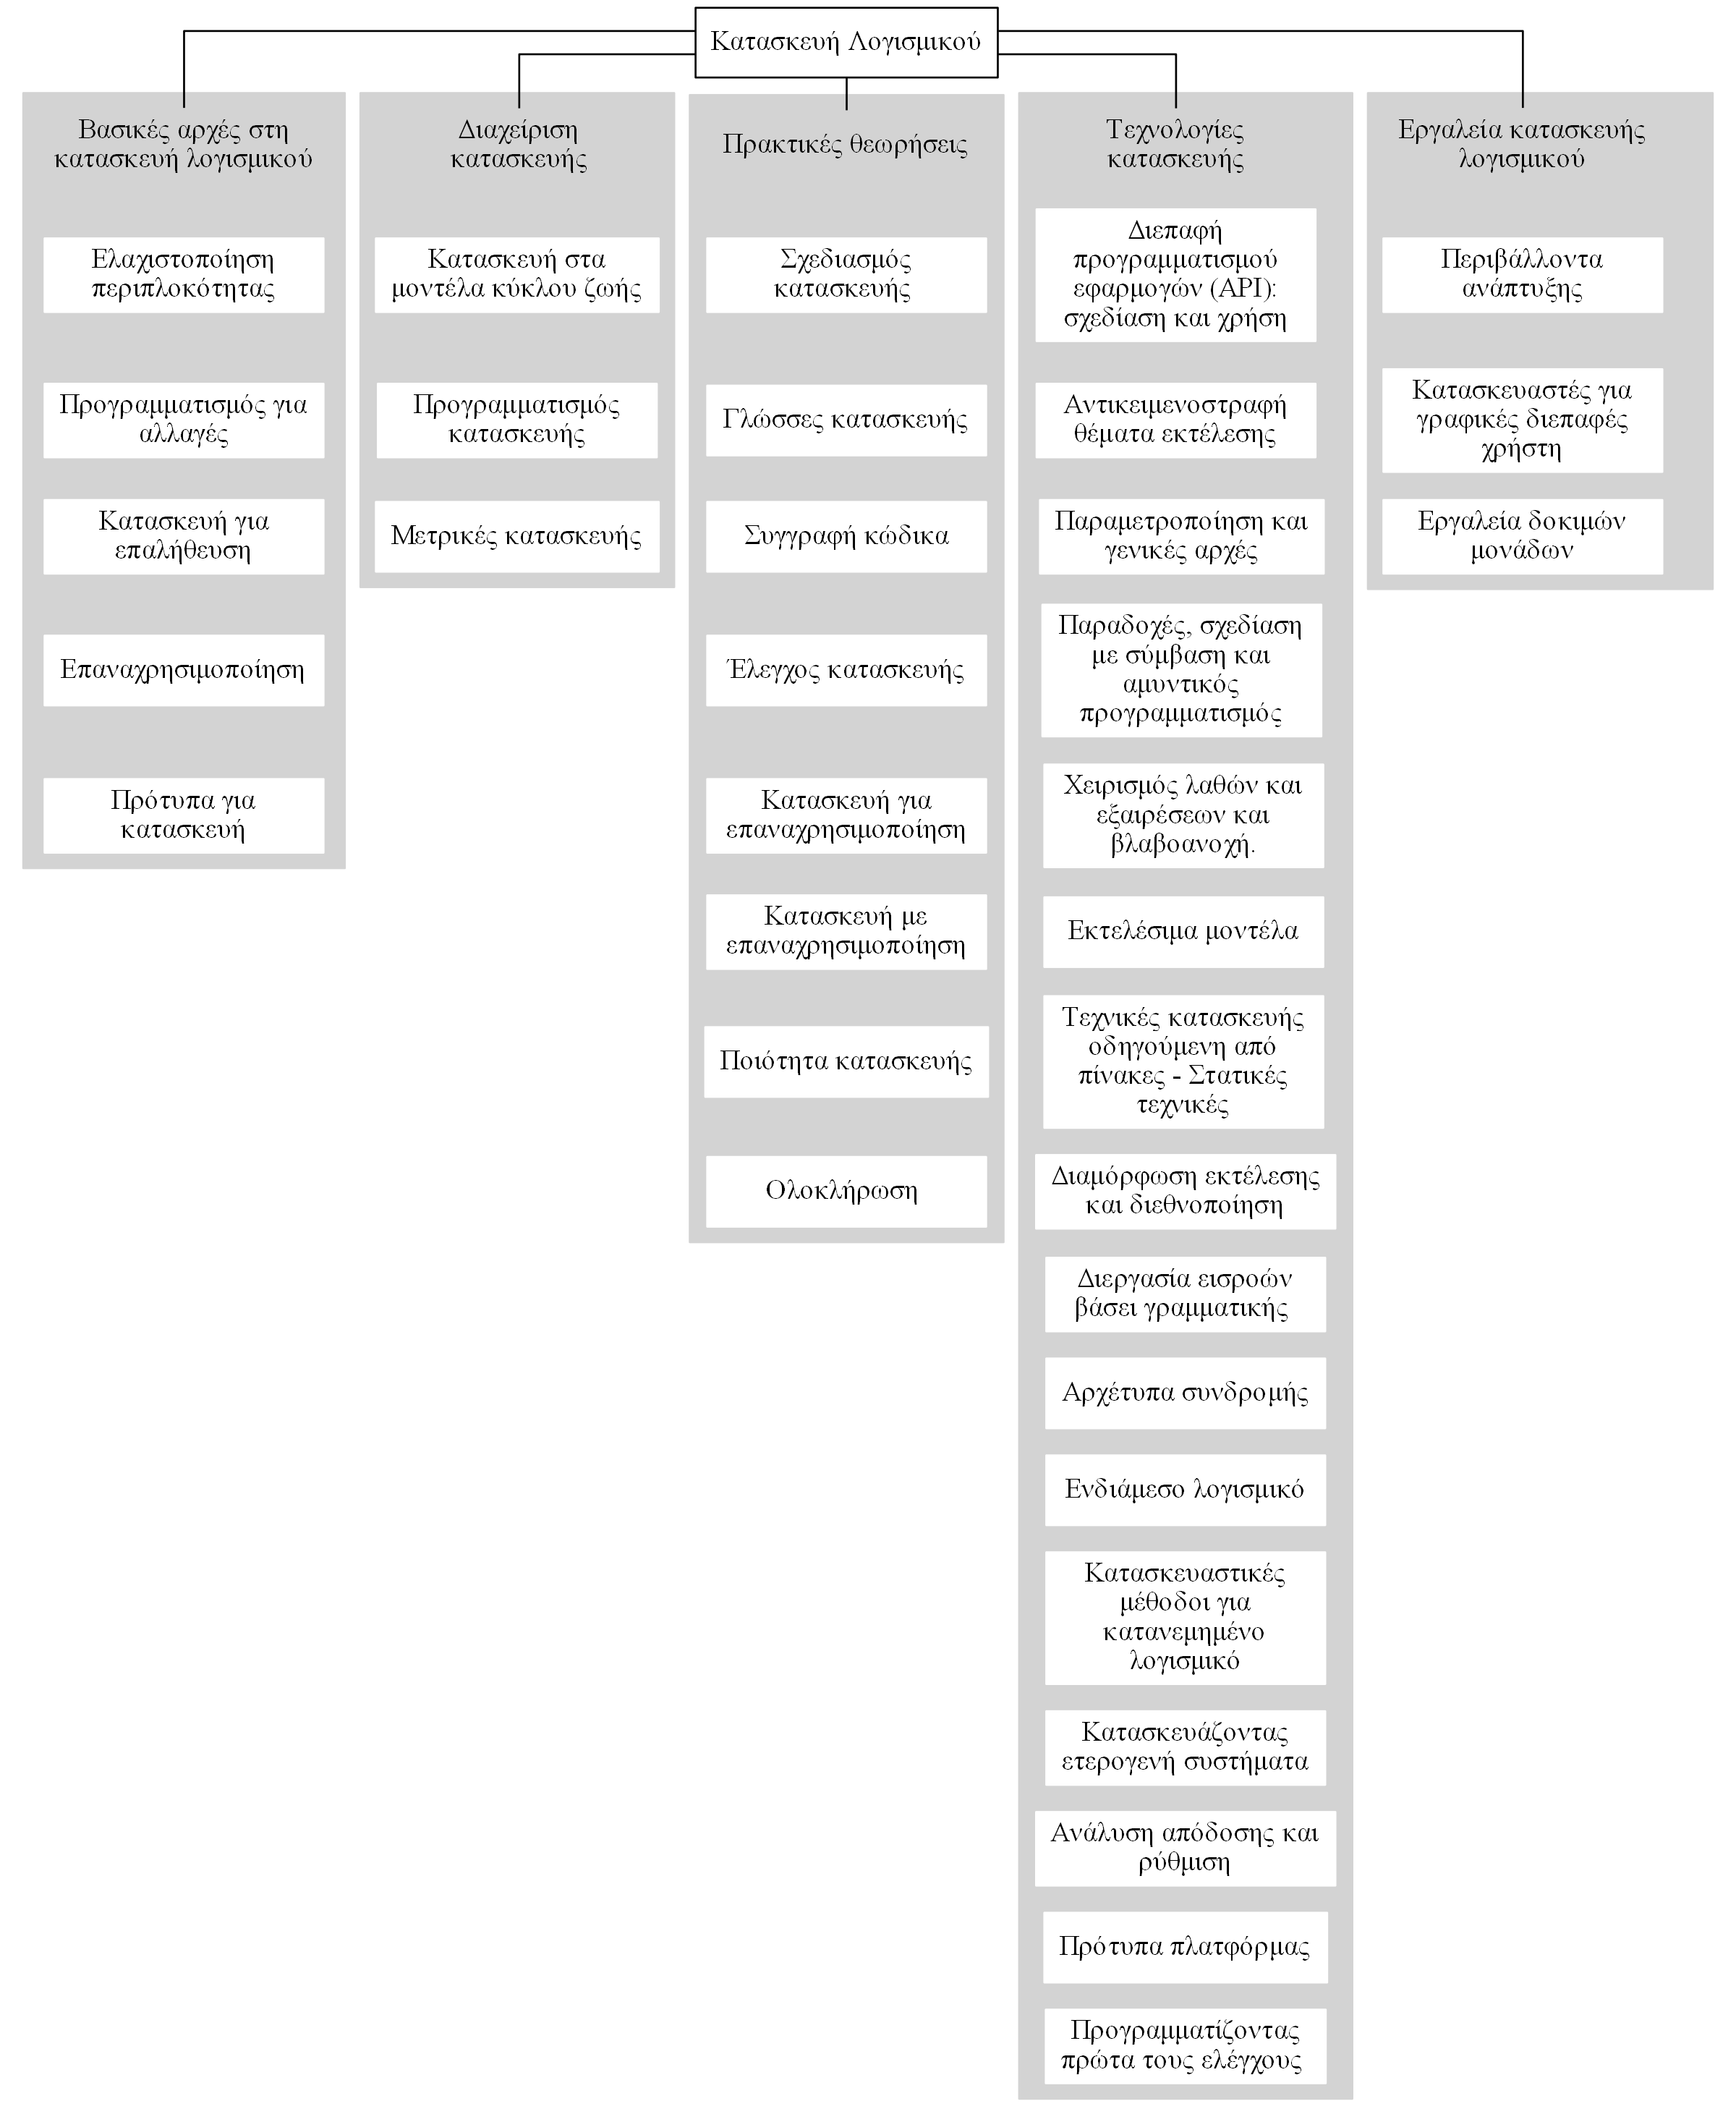 Κατασκευή Λογισμικού
Βασικές αρχές στη
κατασκευή λογισμικού
Ελαχιστοποίηση
περιπλοκότητας
Προγραμματισμός για
αλλαγές
Κατασκευή για
επαλήθευση
Επαναχρησιμοποίηση
Πρότυπα για
κατασκευή
Διαχείριση
κατασκευής
Κατασκευή στα
μοντέλα κύκλου ζωής
Προγραμματισμός
κατασκευής
Μετρικές κατασκευής
Πρακτικές θεωρήσεις
Σχεδιασμός
κατασκευής
Γλώσσες κατασκευής
Συγγραφή κώδικα
Έλεγχος κατασκευής
Κατασκευή για
επαναχρησιμοποίηση
Κατασκευή με
επαναχρησιμοποίηση
Ποιότητα κατασκευής
Ολοκλήρωση
Τεχνολογίες
κατασκευής
Διεπαφή
προγραμματισμού
εφαρμογών (API):
σχεδίαση και χρήση
Αντικειμενοστραφή
θέματα εκτέλεσης
Παραμετροποίηση και
γενικές αρχές
Παραδοχές, σχεδίαση
με σύμβαση και
αμυντικός
προγραμματισμός
Χειρισμός λαθών και
εξαιρέσεων και
βλαβοανοχή.
Εκτελέσιμα μοντέλα
Τεχνικές κατασκευής
οδηγούμενη από
πίνακες - Στατικές
τεχνικές
Διαμόρφωση εκτέλεσης
και διεθνοποίηση
Διεργασία εισροών
βάσει γραμματικής
Αρχέτυπα συνδρομής
Ενδιάμεσο λογισμικό
Κατασκευαστικές
μέθοδοι για
κατανεμημένο
λογισμικό
Κατασκευάζοντας
ετερογενή συστήματα
Ανάλυση απόδοσης και
ρύθμιση
Πρότυπα πλατφόρμας
Προγραμματίζοντας
πρώτα τους ελέγχους
Εργαλεία κατασκευής
λογισμικού
Περιβάλλοντα
ανάπτυξης
Κατασκευαστές για
γραφικές διεπαφές
χρήστη
Εργαλεία δοκιμών
μονάδων